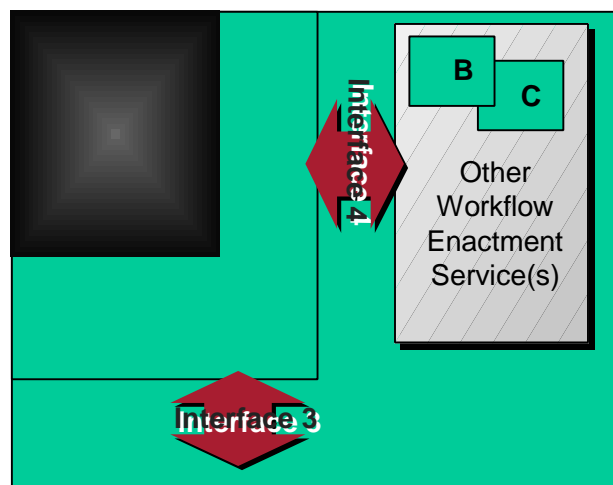 B
C
Interface 4
Other
Workflow
Enactment
Service(s)
Interface 3